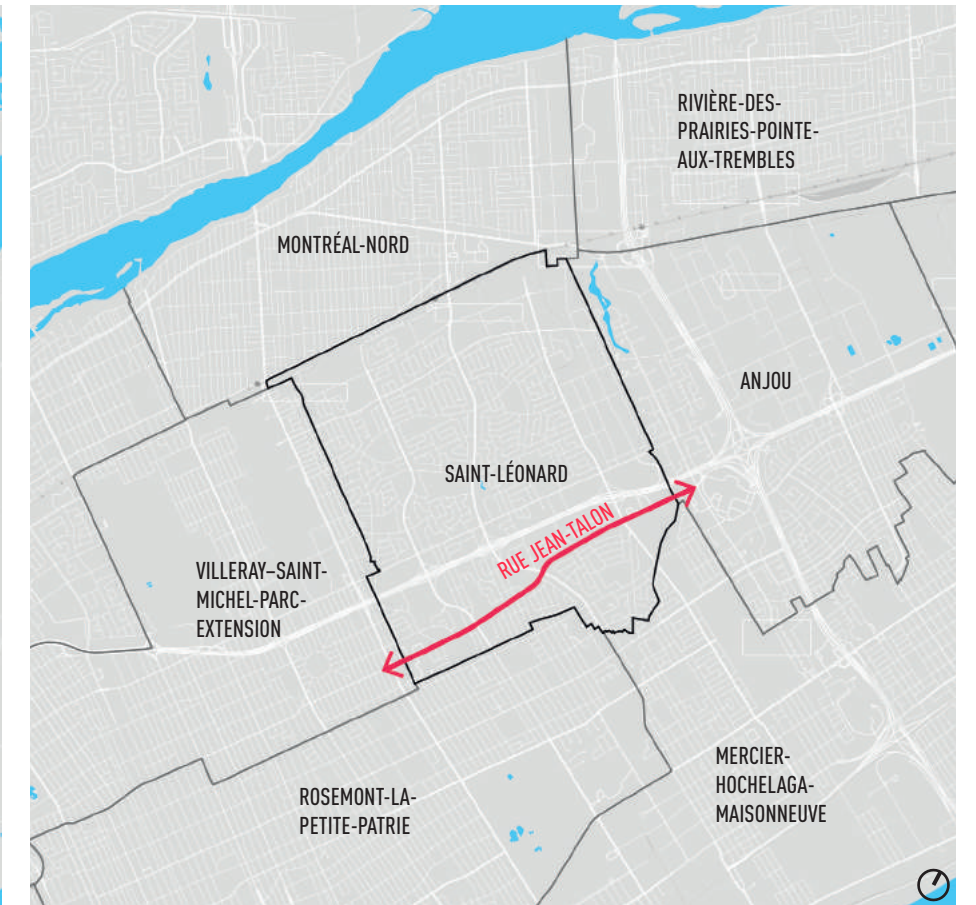 RIVIÈRE-DES-
PRAIRIES-POINTE-
AUX-TREMBLES
MONTRÉAL-NORD
ANJOU
SAINT-LÉONARD
RUE JEAN-TALON
VILLERAY–SAINT-
MICHEL-PARC-
EXTENSION
MERCIER-
HOCHELAGA-
MAISONNEUVE
ROSEMONT-LA-
PETITE-PATRIE